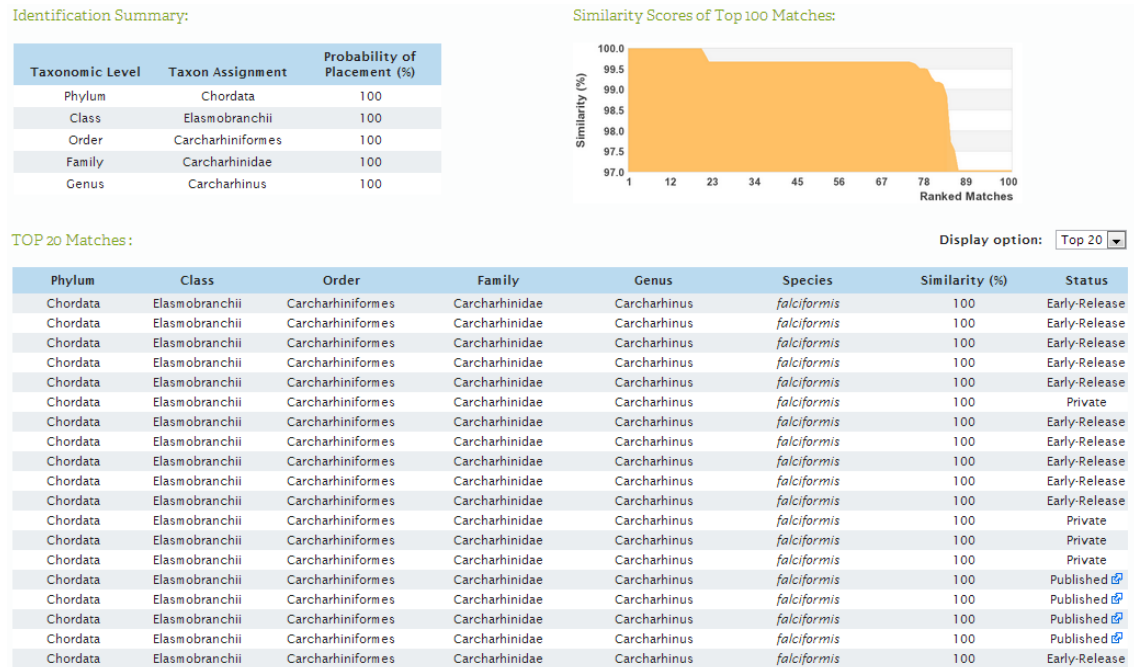 Identification Summary:
Similarity Scores of Top 100 Matches:
Taxonomic Level Taxon Assignment Probability of Placement (%)
Phylum Chordata 100
Class Elasmobranchii 100
Order Carcharhiniformes 100
Family Carcharhinidae 100
Genus Carcharhinus 100
100.0
99.5
99.0
98.5
98.0
97.5
97.0
Similarity (%)
1 12 23 34 45 56 67 78 89 100
Ranked Matches
TOP 20 Matches :
Display option: Top 20
Phylum Class Order Family Genus Species Similarity (%) Status
Chordata Elasmobranchii Carcharhiniformes Carcharhinidae Carcharhinus falciformis 100 Early-Release
Chordata Elasmobranchii Carcharhiniformes Carcharhinidae Carcharhinus falciformis 100 Early-Release
Chordata Elasmobranchii Carcharhiniformes Carcharhinidae Carcharhinus falciformis 100 Early-Release
Chordata Elasmobranchii Carcharhiniformes Carcharhinidae Carcharhinus falciformis 100 Early-Release
Chordata Elasmobranchii Carcharhiniformes Carcharhinidae Carcharhinus falciformis 100 Early-Release
Chordata Elasmobranchii Carcharhiniformes Carcharhinidae Carcharhinus falciformis 100 Private
Chordata Elasmobranchii Carcharhiniformes Carcharhinidae Carcharhinus falciformis 100 Early-Release
Chordata Elasmobranchii Carcharhiniformes Carcharhinidae Carcharhinus falciformis 100 Early-Release
Chordata Elasmobranchii Carcharhiniformes Carcharhinidae Carcharhinus falciformis 100 Early-Release
Chordata Elasmobranchii Carcharhiniformes Carcharhinidae Carcharhinus falciformis 100 Early-Release
Chordata Elasmobranchii Carcharhiniformes Carcharhinidae Carcharhinus falciformis 100 Early-Release
Chordata Elasmobranchii Carcharhiniformes Carcharhinidae Carcharhinus falciformis 100 Private
Chordata Elasmobranchii Carcharhiniformes Carcharhinidae Carcharhinus falciformis 100 Private
Chordata Elasmobranchii Carcharhiniformes Carcharhinidae Carcharhinus falciformis 100 Private
Chordata Elasmobranchii Carcharhiniformes Carcharhinidae Carcharhinus falciformis 100 Published
Chordata Elasmobranchii Carcharhiniformes Carcharhinidae Carcharhinus falciformis 100 Published
Chordata Elasmobranchii Carcharhiniformes Carcharhinidae Carcharhinus falciformis 100 Published
Chordata Elasmobranchii Carcharhiniformes Carcharhinidae Carcharhinus falciformis 100 Published
Chordata Elasmobranchii Carcharhiniformes Carcharhinidae Carcharhinus falciformis 100 Early-Release